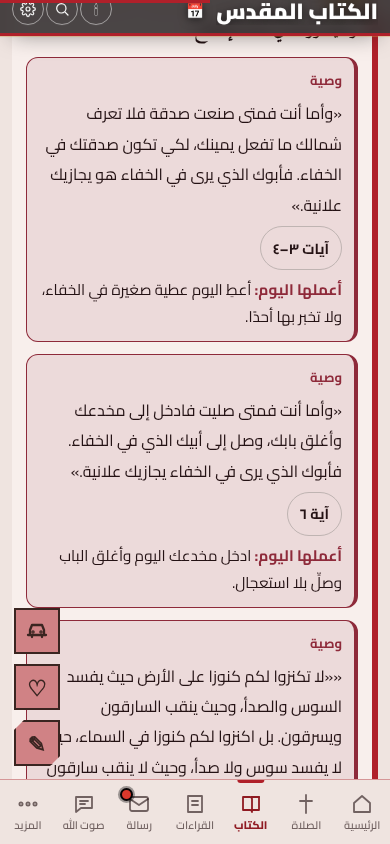 الكتاب المقدس
وصية
«وأما أنت فمتى صنعت صدقة فلا تعرف
شمالك ما تفعل يمينك، لكي تكون صدقتك في
الخفاء. فأبوك الذي يرى في الخفاء هو يجازيك
علانية.»
آيات ٣–٤
أعملها اليوم: أعطِ اليوم عطية صغيرة في الخفاء،
ولا تخبر بها أحدًا.
وصية
«وأما أنت فمتى صليت فادخل إلى مخدعك
وأغلق بابك، وصل إلى أبيك الذي في الخفاء.
فأبوك الذي يرى في الخفاء يجازيك علانية.»
آية ٦
أعملها اليوم: ادخل مخدعك اليوم وأغلق الباب
وصلِّ بلا استعجال.
وصية
«»لا تكنزوا لكم كنوزا على الأرض حيث يفسد
السوس والصدأ، وحيث ينقب السارقون
ويسرقون. بل اكنزوا لكم كنوزا في السماء،
لا يفسد سوس ولا صدأ، وحيث لا ينقب سارقون
الرئيسية
الصلاة
الكتاب
القراءات
رسالة
صوت الله
المزيد